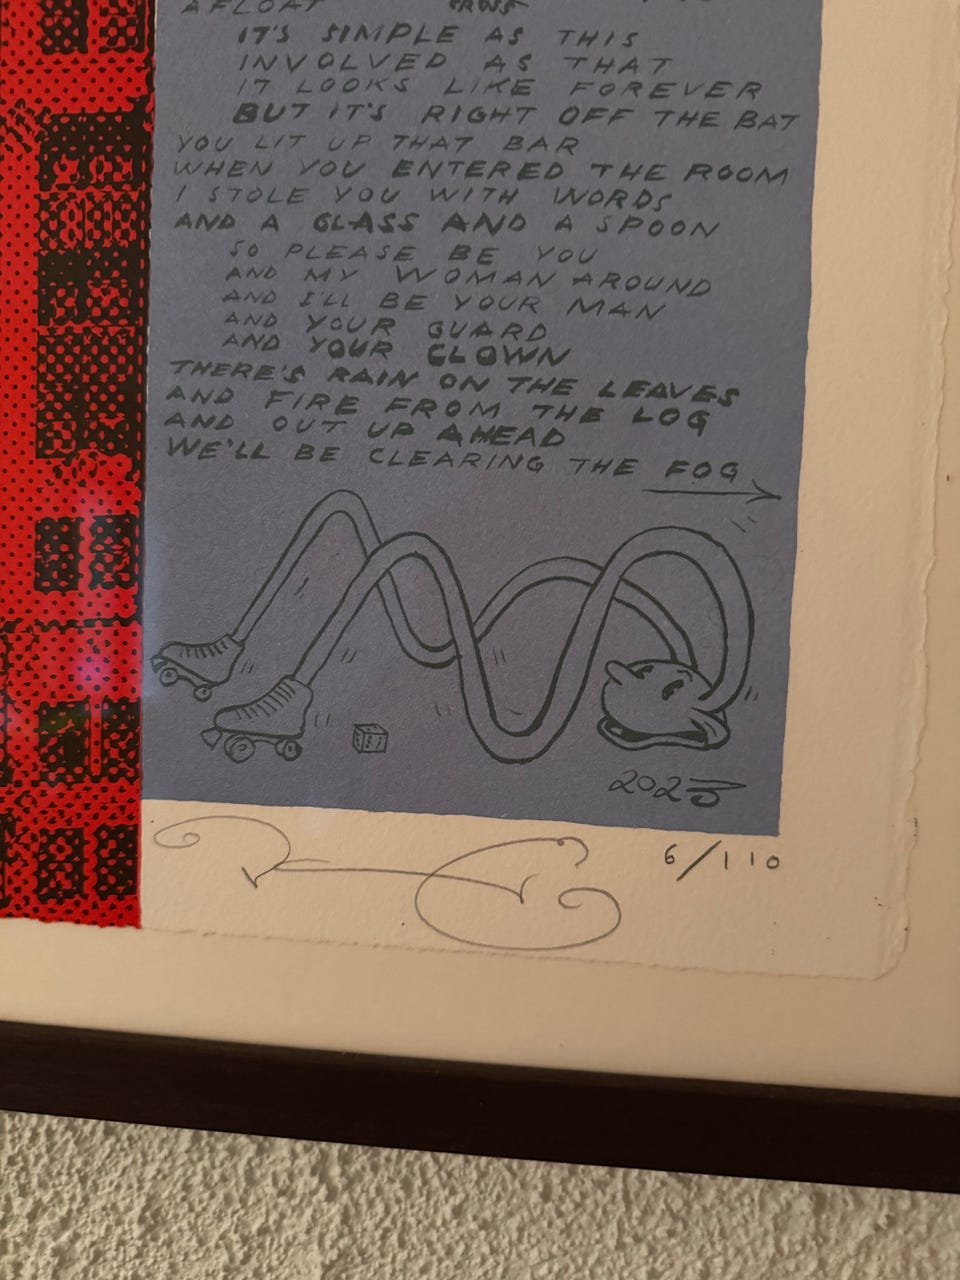 AFLOAT
IT'S SIMPLE AS THIS
INVOLVED AS THAT
IT LOOKS LIKE FOREVER
BUT IT'S RIGHT OFF THE BAT
YOU LIT UP THAT BAR
WHEN YOU ENTERED THE ROOM
I STOLE YOU WITH WORDS
AND A GLASS AND A SPOON
SO PLEASE BE YOU
AND MY WOMAN AROUND
AND I'LL BE YOUR MAN
AND YOUR GUARD
AND YOUR CLOWN
THERE'S RAIN ON THE LEAVES
AND FIRE FROM THE LOG
AND OUT UP AHEAD
WE'LL BE CLEARING THE FOG
2023
6/110